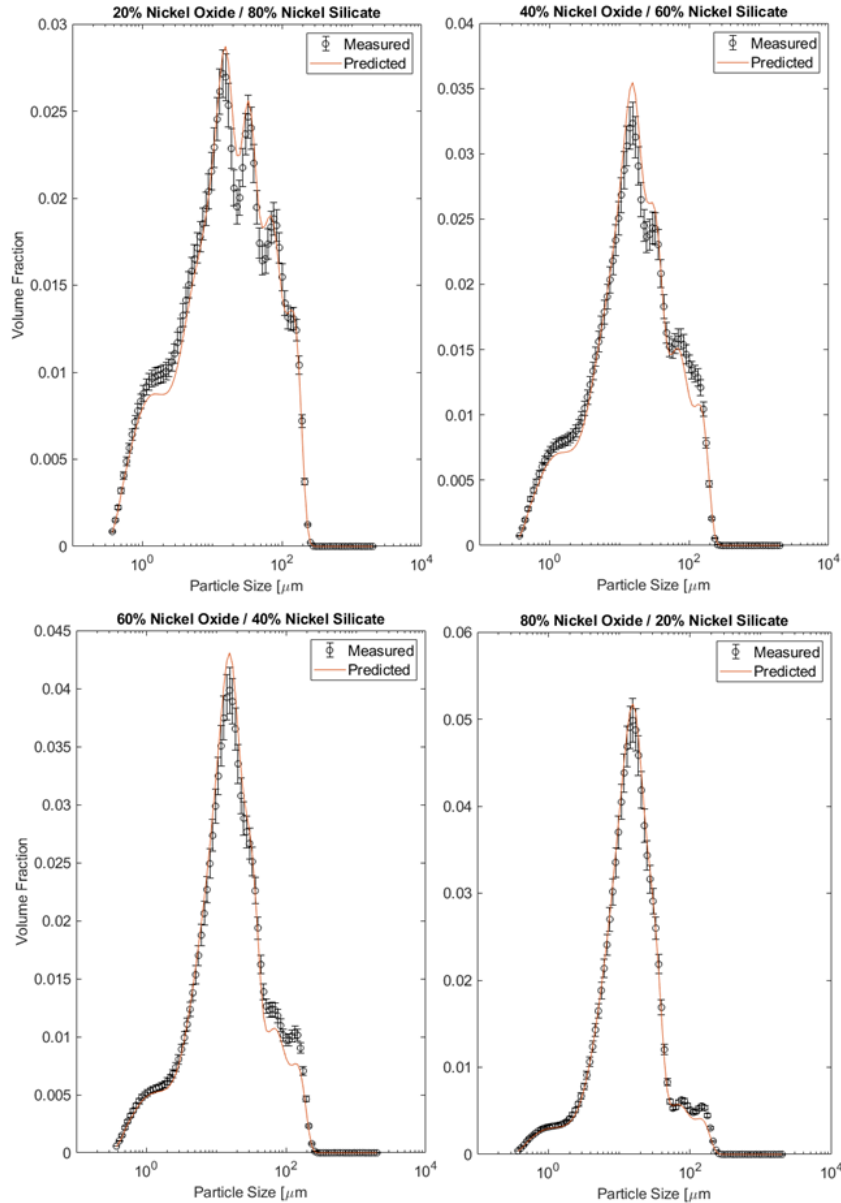 20% Nickel Oxide / 80% Nickel Silicate
0.03
0.025
0.02
0.015
0.01
0.005
0
Volume Fraction
Measured
Predicted
10^0
10^2
10^4
Particle Size [μm
40% Nickel Oxide / 60% Nickel Silicate
0.04
0.035
0.03
0.025
0.02
0.015
0.01
0.005
0
Measured
Predicted
10^0
10^2
10^4
Particle Size [μm
60% Nickel Oxide / 40% Nickel Silicate
0.045
0.04
0.035
0.03
0.025
0.02
0.015
0.01
0.005
0
Volume Fraction
Measured
Predicted
10^0
10^2
10^4
Particle Size [μm
80% Nickel Oxide / 20% Nickel Silicate
0.06
0.05
0.04
0.03
0.02
0.01
0
Measured
Predicted
10^0
10^2
10^4
Particle Size [μm